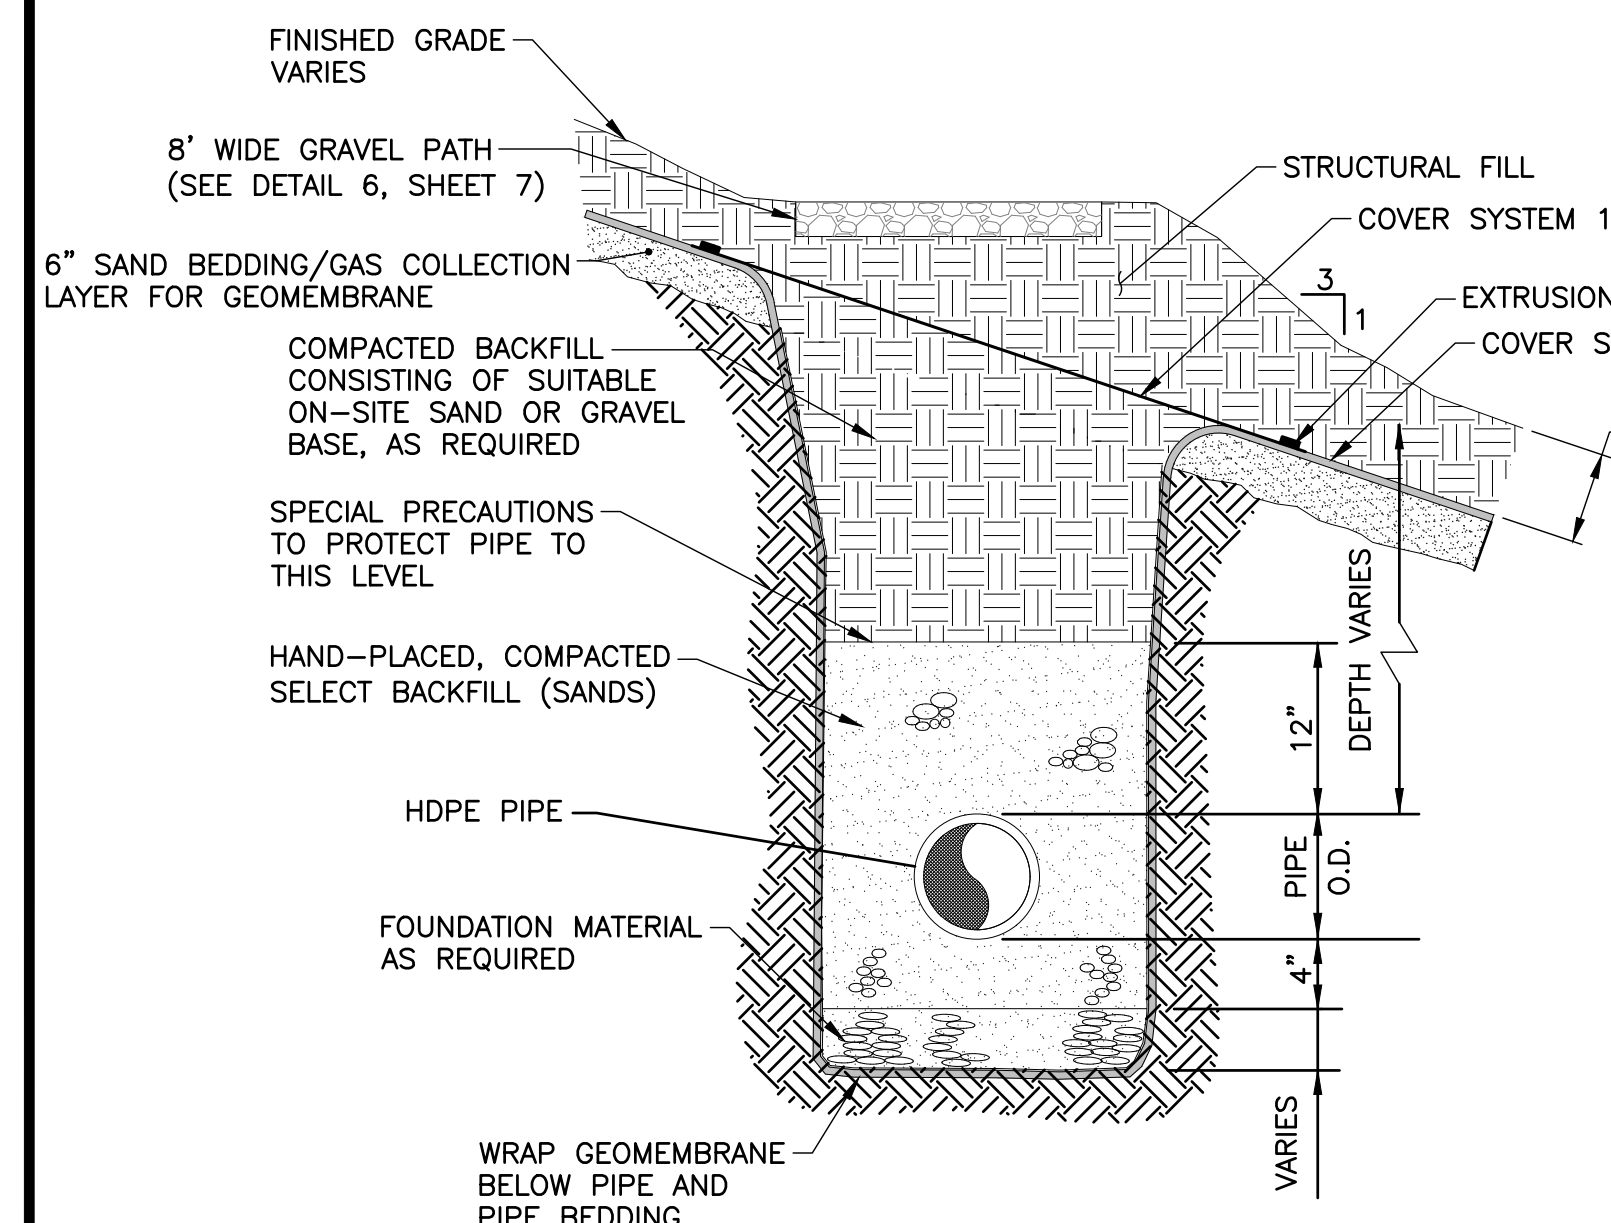 FINISHED GRADE
VARIES
8' WIDE GRAVEL PATH
(SEE DETAIL 6, SHEET 7)
6" SAND BEDDING/GAS COLLECTION
LAYER FOR GEOMEMBRANE
COMPACTED BACKFILL
CONSISTING OF SUITABLE
ON-SITE SAND OR GRAVEL
BASE, AS REQUIRED
SPECIAL PRECAUTIONS
TO PROTECT PIPE TO
THIS LEVEL
HAND-PLACED, COMPACTED
SELECT BACKFILL (SANDS)
HDPE PIPE
FOUNDATION MATERIAL
AS REQUIRED
WRAP GEOMEMBRANE
BELOW PIPE AND
PIPE BEDDING
STRUCTURAL FILL
COVER SYSTEM 1
3
1
EXTRUSION
COVER S
DEPTH VARIES
12"
PIPE
O.D.
4"
VARIES